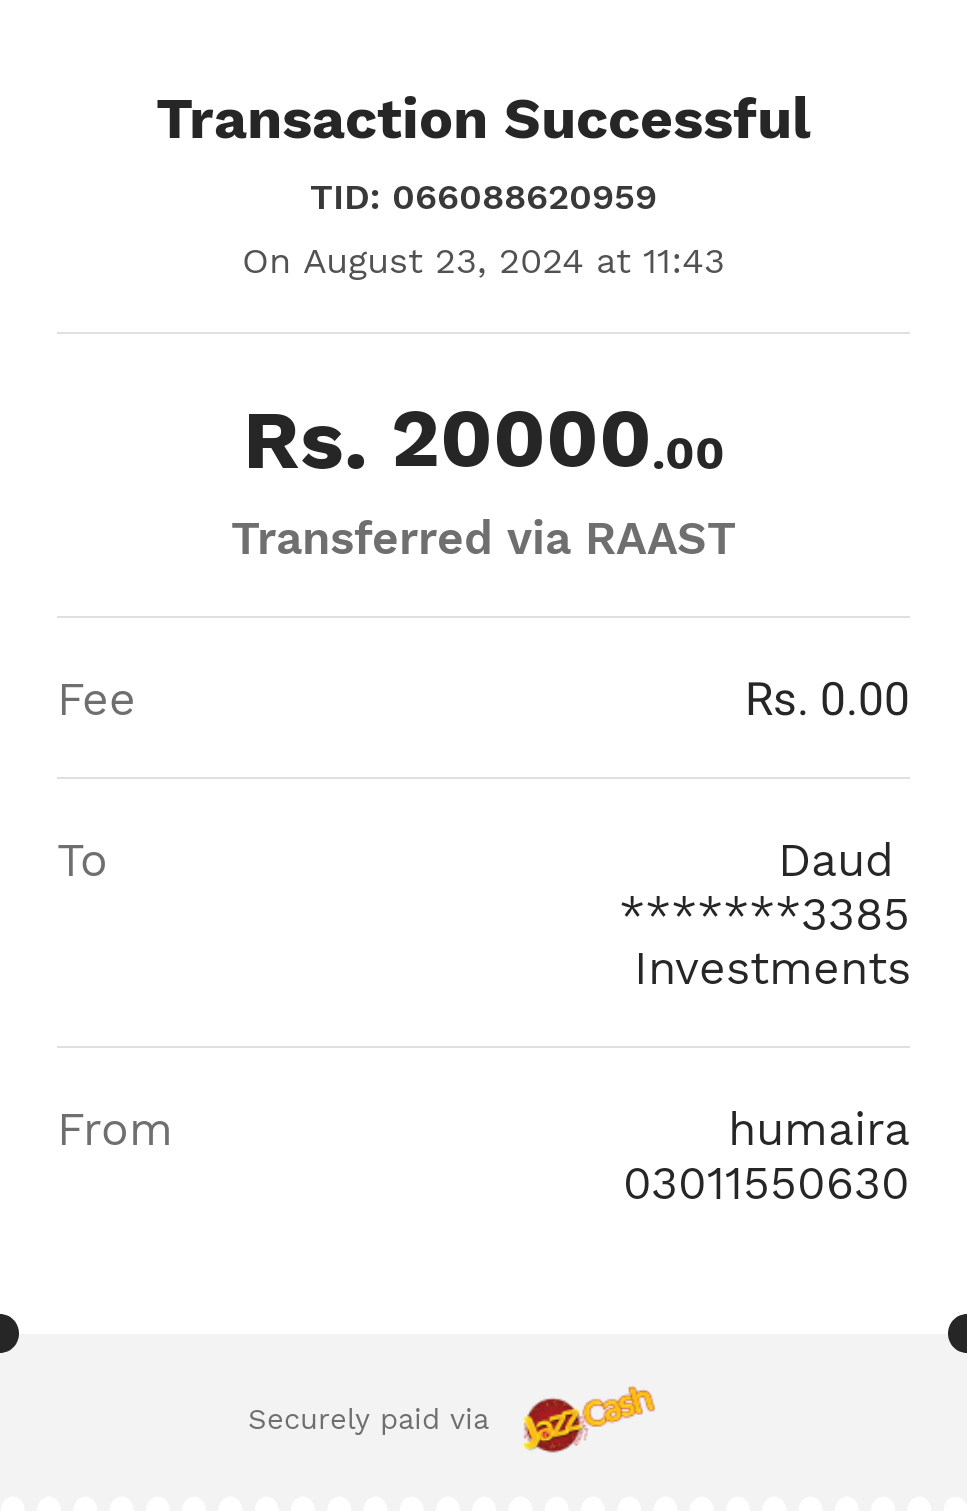 Transaction Successful
TID: 066088620959
On August 23, 2024 at 11:43
Rs. 20000.00
Transferred via RAAST
Fee Rs. 0.00
To Daud
*******3385
Investments
From humaira
03011550630
Securely paid via JazzCash